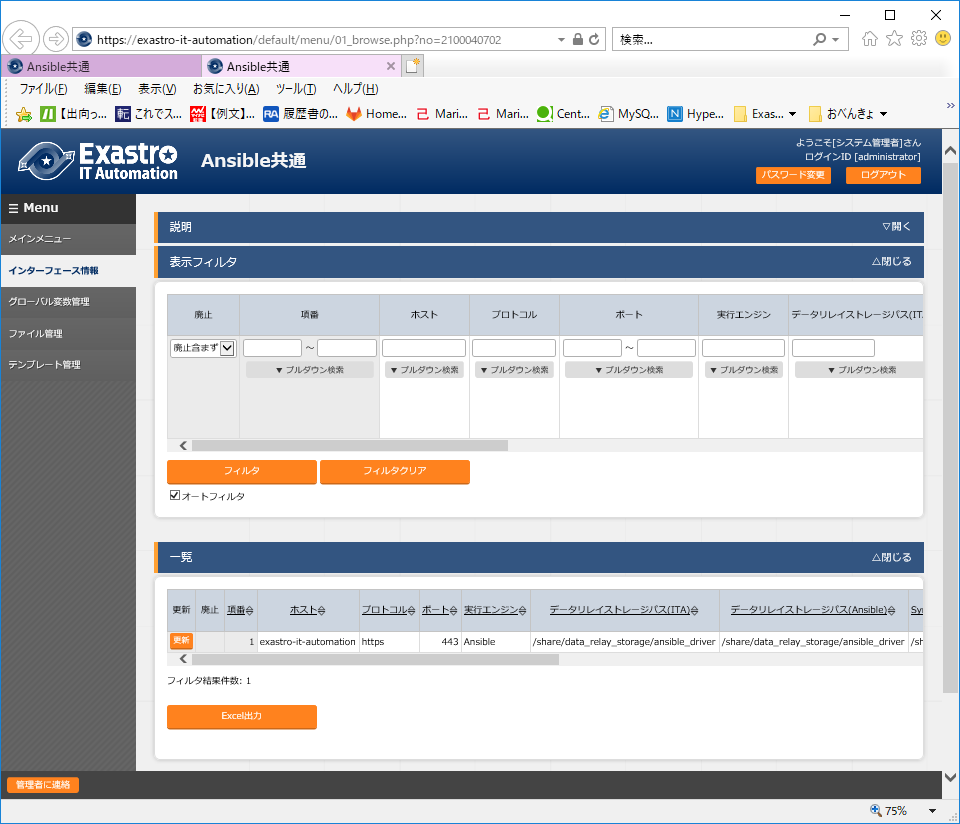 https://exastro-it-automation/default/menu/01_browse.php?no=2100040702
検索...
Ansible共通
Ansible共通
ファイル(F) 編集(E) 表示(V) お気に入り(A) ツール(T) ヘルプ(H)
【出向っ... これでス... 【例文】... RA 履歴書の... Home... Mari... Mari... Cent... MySQ... N Hype... Exas... おべんきょ
Exastro
IT Automation
Ansible共通
ようこそ[システム管理者]さん
ログインID [administrator]
パスワード変更 ログアウト
Menu
メインメニュー
インターフェース情報
グローバル変数管理
ファイル管理
テンプレート管理
説明 ▽開く
表示フィルタ △閉じる
廃止 項番 ホスト プロトコル ポート 実行エンジン データリレイストレージパス(IT
廃止含まず ～ ～
▼プルダウン検索 ▼プルダウン検索 ▼プルダウン検索 ▼プルダウン検索 ▼プルダウン検索 ▼プルダウン検索
フィルタ フィルタクリア
オートフィルタ
一覧 △閉じる
更新 廃止 項番 ホスト プロトコル ポート 実行エンジン データリレイストレージパス(ITA) データリレイストレージパス(Ansible) Syn
更新 1 exastro-it-automation https 443 Ansible /share/data_relay_storage/ansible_driver /share/data_relay_storage/ansible_driver /sh
フィルタ結果件数: 1
Excel出力
管理者に連絡
75%